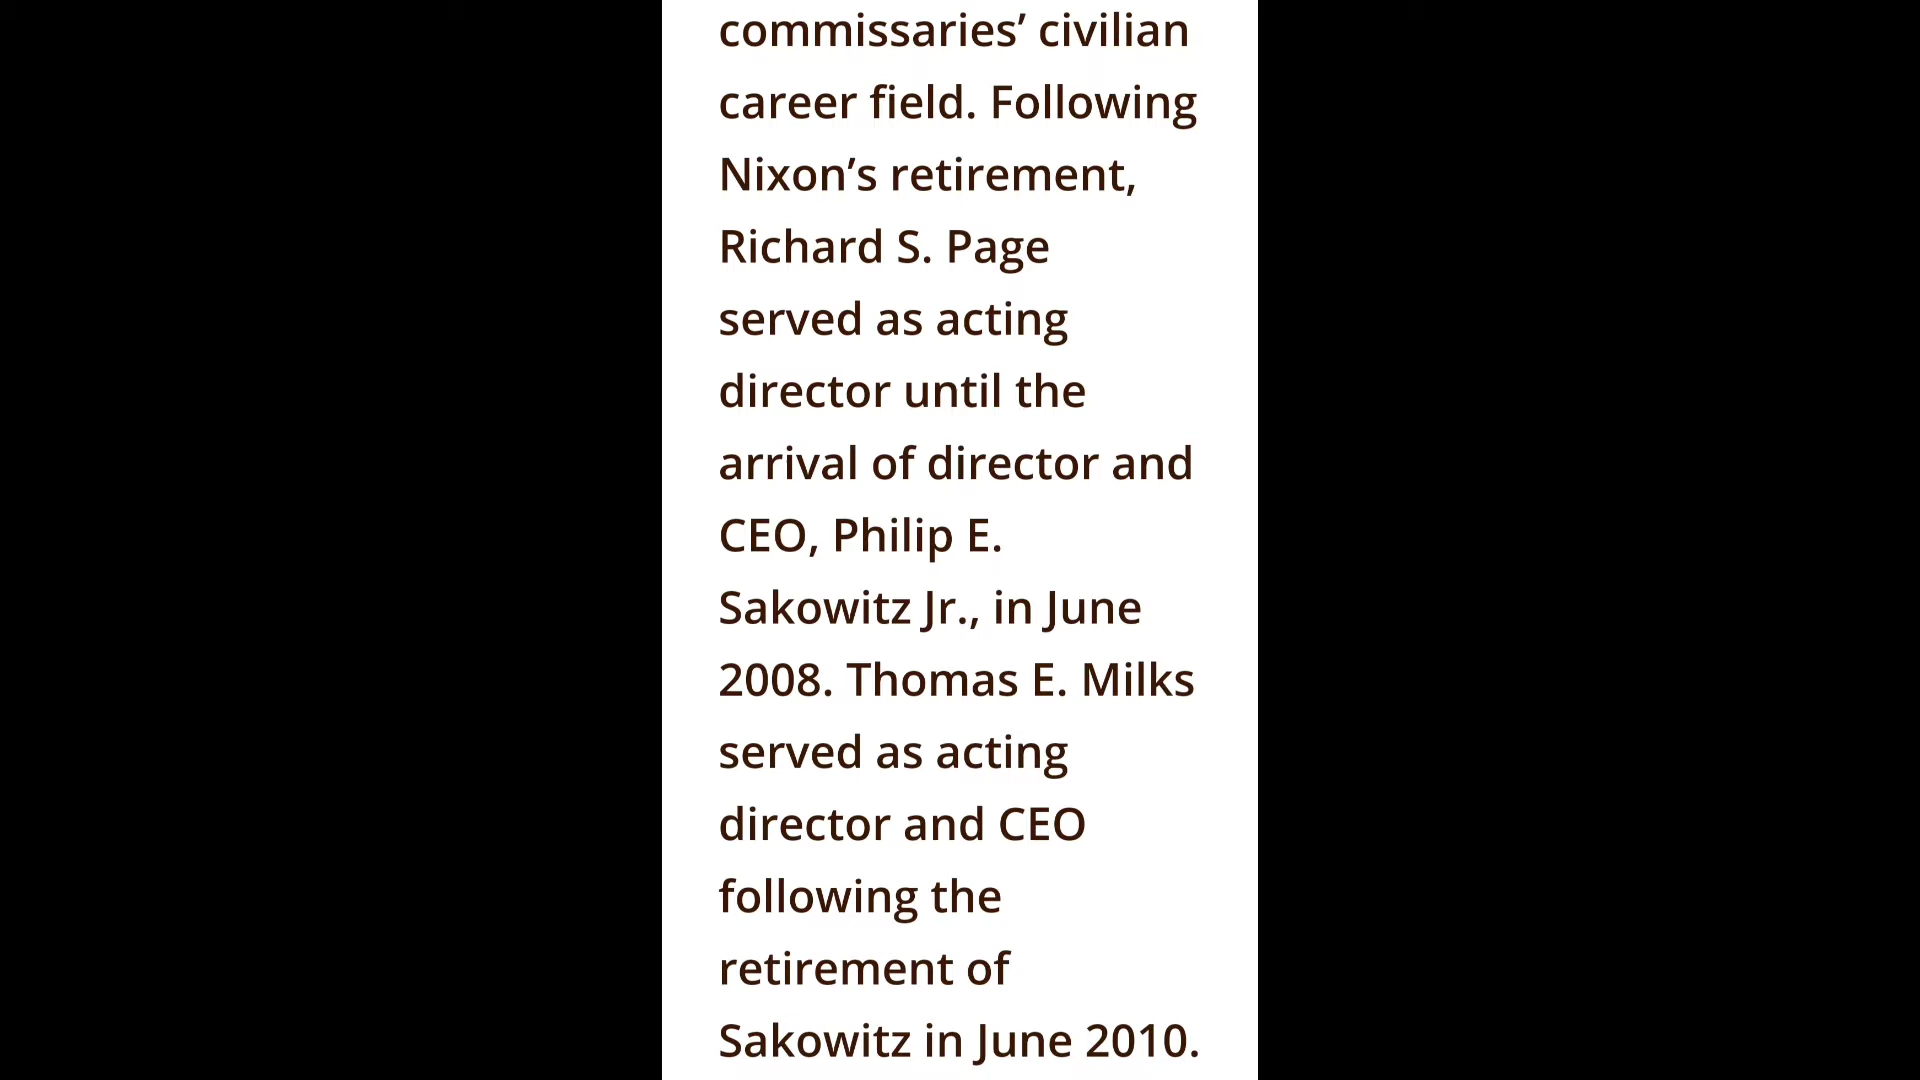 commissaries’ civilian
career field. Following
Nixon’s retirement,
Richard S. Page
served as acting
director until the
arrival of director and
CEO, Philip E.
Sakowitz Jr., in June
2008. Thomas E. Milks
served as acting
director and CEO
following the
retirement of
Sakowitz in June 2010.